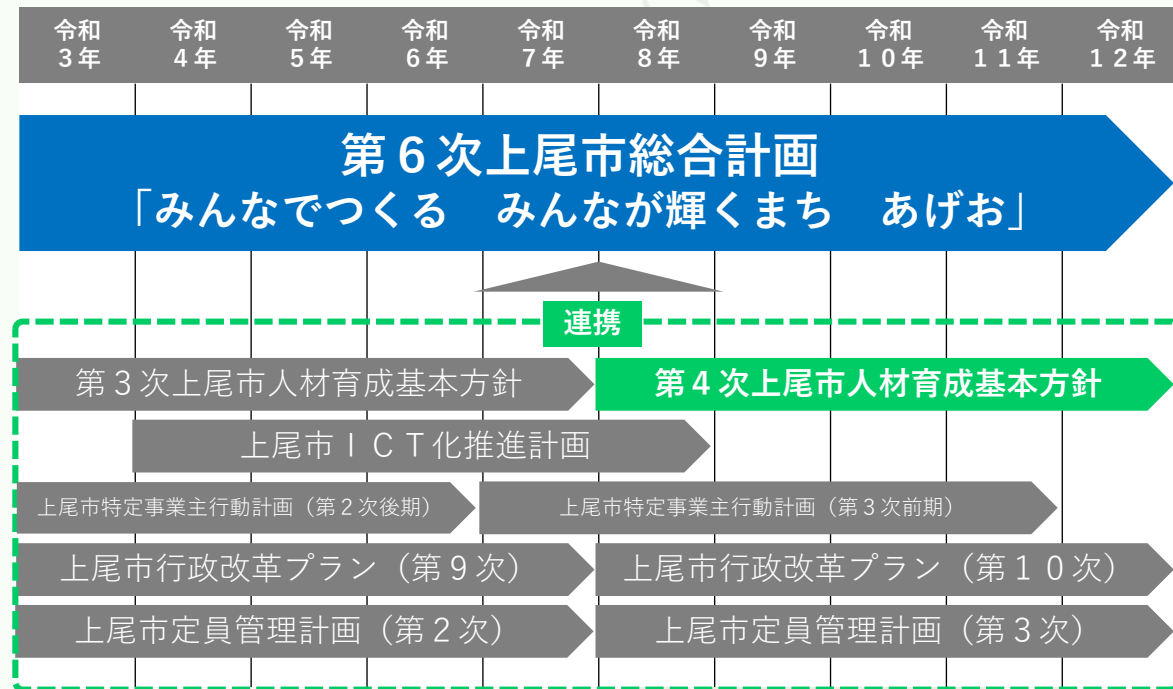 令和
3年
令和
4年
令和
5年
令和
6年
令和
7年
令和
8年
令和
9年
令和
10年
令和
11年
令和
12年
第6次上尾市総合計画
「みんなでつくる　みんなが輝くまち　あげお」
連携
第3次上尾市人材育成基本方針
第4次上尾市人材育成基本方針
上尾市ICT化推進計画
上尾市特定事業主行動計画（第2次後期）
上尾市特定事業主行動計画（第3次前期）
上尾市行政改革プラン（第9次）
上尾市行政改革プラン（第10次）
上尾市定員管理計画（第2次）
上尾市定員管理計画（第3次）